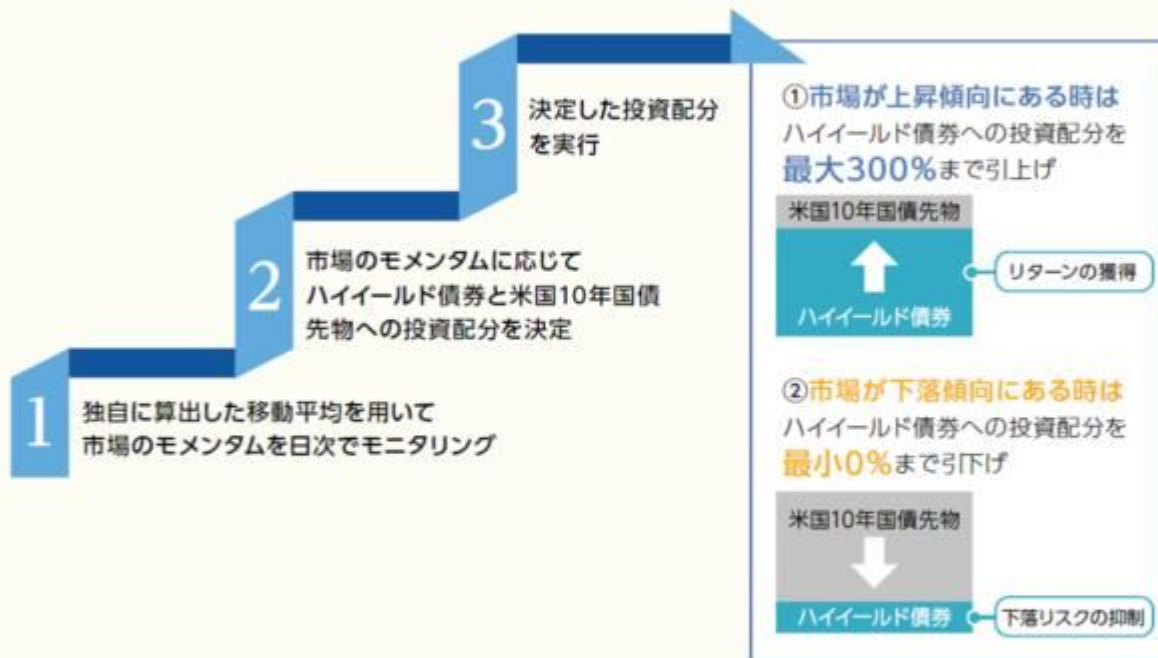 1
独自に算出した移動平均を用いて
市場のモメンタムを日次でモニタリング
2
市場のモメンタムに応じて
ハイイールド債券と米国10年国債
先物への投資配分を決定
3
決定した投資配分
を実行
①市場が上昇傾向にある時は
ハイイールド債券への投資配分を
最大300%まで引上げ
米国10年国債先物
ハイイールド債券
リターンの獲得
②市場が下落傾向にある時は
ハイイールド債券への投資配分を
最小0%まで引下げ
米国10年国債先物
ハイイールド債券
下落リスクの抑制